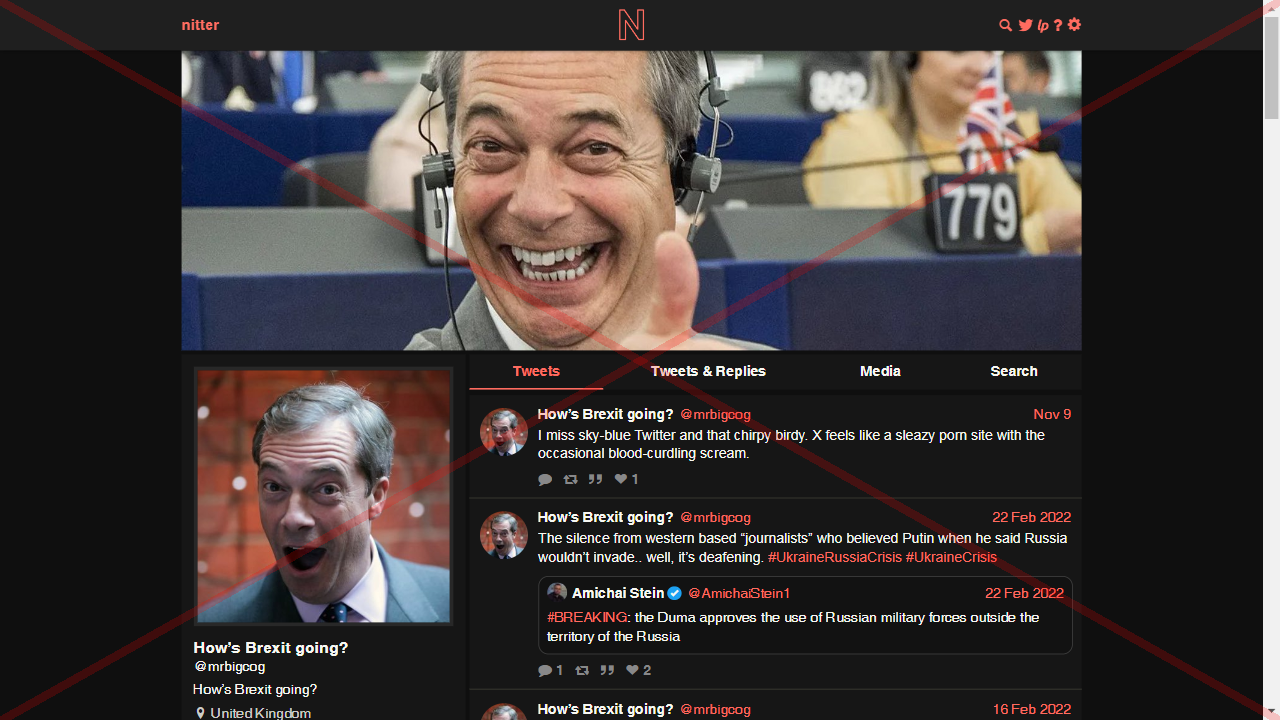 nitter
N
lp ?
882
779
Tweets
Tweets & Replies
Media
Search
How's Brexit going? @mrbigcog
Nov 9
I miss sky-blue Twitter and that chirpy birdy. X feels like a sleazy porn site with the
occasional blood-curdling scream.
1
How's Brexit going? @mrbigcog
22 Feb 2022
The silence from western based “journalists” who believed Putin when he said Russia
wouldn't invade.. well, it's deafening. #UkraineRussiaCrisis #UkraineCrisis
Amichai Stein @AmichaiStein1
22 Feb 2022
#BREAKING: the Duma approves the use of Russian military forces outside the
territory of the Russia
1 2
How's Brexit going? @mrbigcog
16 Feb 2022
How's Brexit going?
@mrbigcog
How's Brexit going?
United Kingdom